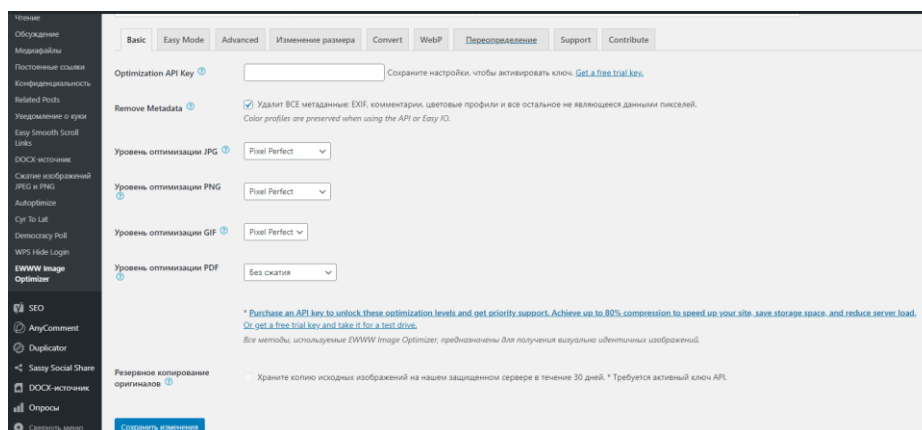 Чтение
Обсуждение
Медиафайлы
Постоянные ссылки
Конфиденциальность
Related Posts
Уведомление о куки
Easy Smooth Scroll
Links
DOCX-источник
Сжатие изображений
JPEG и PNG
Autoptimize
Cyr To Lat
Democracy Poll
WPS Hide Login
EWWW Image
Optimizer
SEO
AnyComment
Duplicator
Sassy Social Share
DOCX-источник
Опросы
Свернуть меню
Basic Easy Mode Advanced Изменение размера Convert WebP Переопределение Support Contribute
Optimization API Key Сохраните настройки, чтобы активировать ключ. Get a free trial key.
Remove Metadata Удалит ВСЕ метаданные: EXIF, комментарии, цветовые профили и все остальное не являющееся данными пикселей.
Color profiles are preserved when using the API or Easy IO.
Уровень оптимизации JPG Pixel Perfect
Уровень оптимизации PNG Pixel Perfect
Уровень оптимизации GIF Pixel Perfect
Уровень оптимизации PDF Без сжатия
* Purchase an API key to unlock these optimization levels and get priority support. Achieve up to 80% compression to speed up your site, save storage space, and reduce server load.
Or get a free trial key and take it for a test drive.
Все методы, используемые EWWW Image Optimizer, предназначены для получения визуально идентичных изображений.
Резервное копирование
оригиналов Храните копию исходных изображений на нашем защищенном сервере в течение 30 дней. * Требуется активный ключ API.
Сохранить изменения